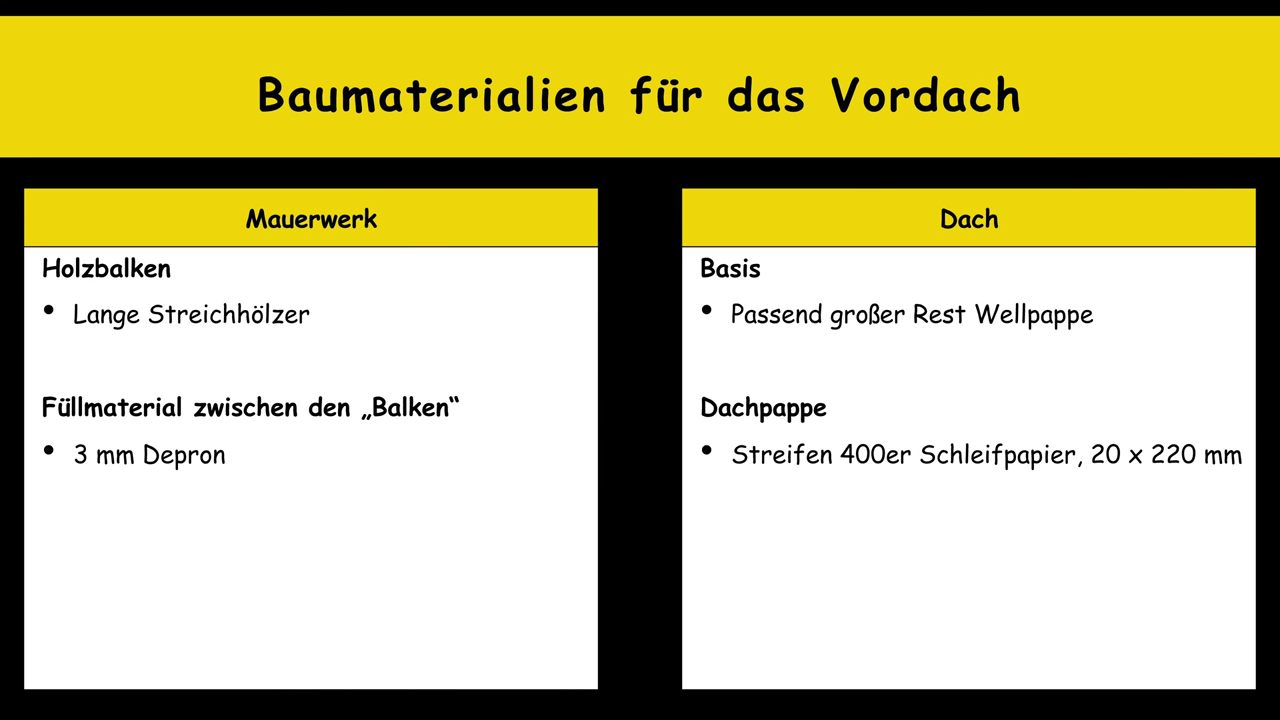 Baumaterialien für das Vordach
Mauerwerk
Holzbalken
• Lange Streichhölzer
Füllmaterial zwischen den „Balken“
• 3 mm Depron
Dach
Basis
• Passend großer Rest Wellpappe
Dachpappe
• Streifen 400er Schleifpapier, 20 x 220 mm